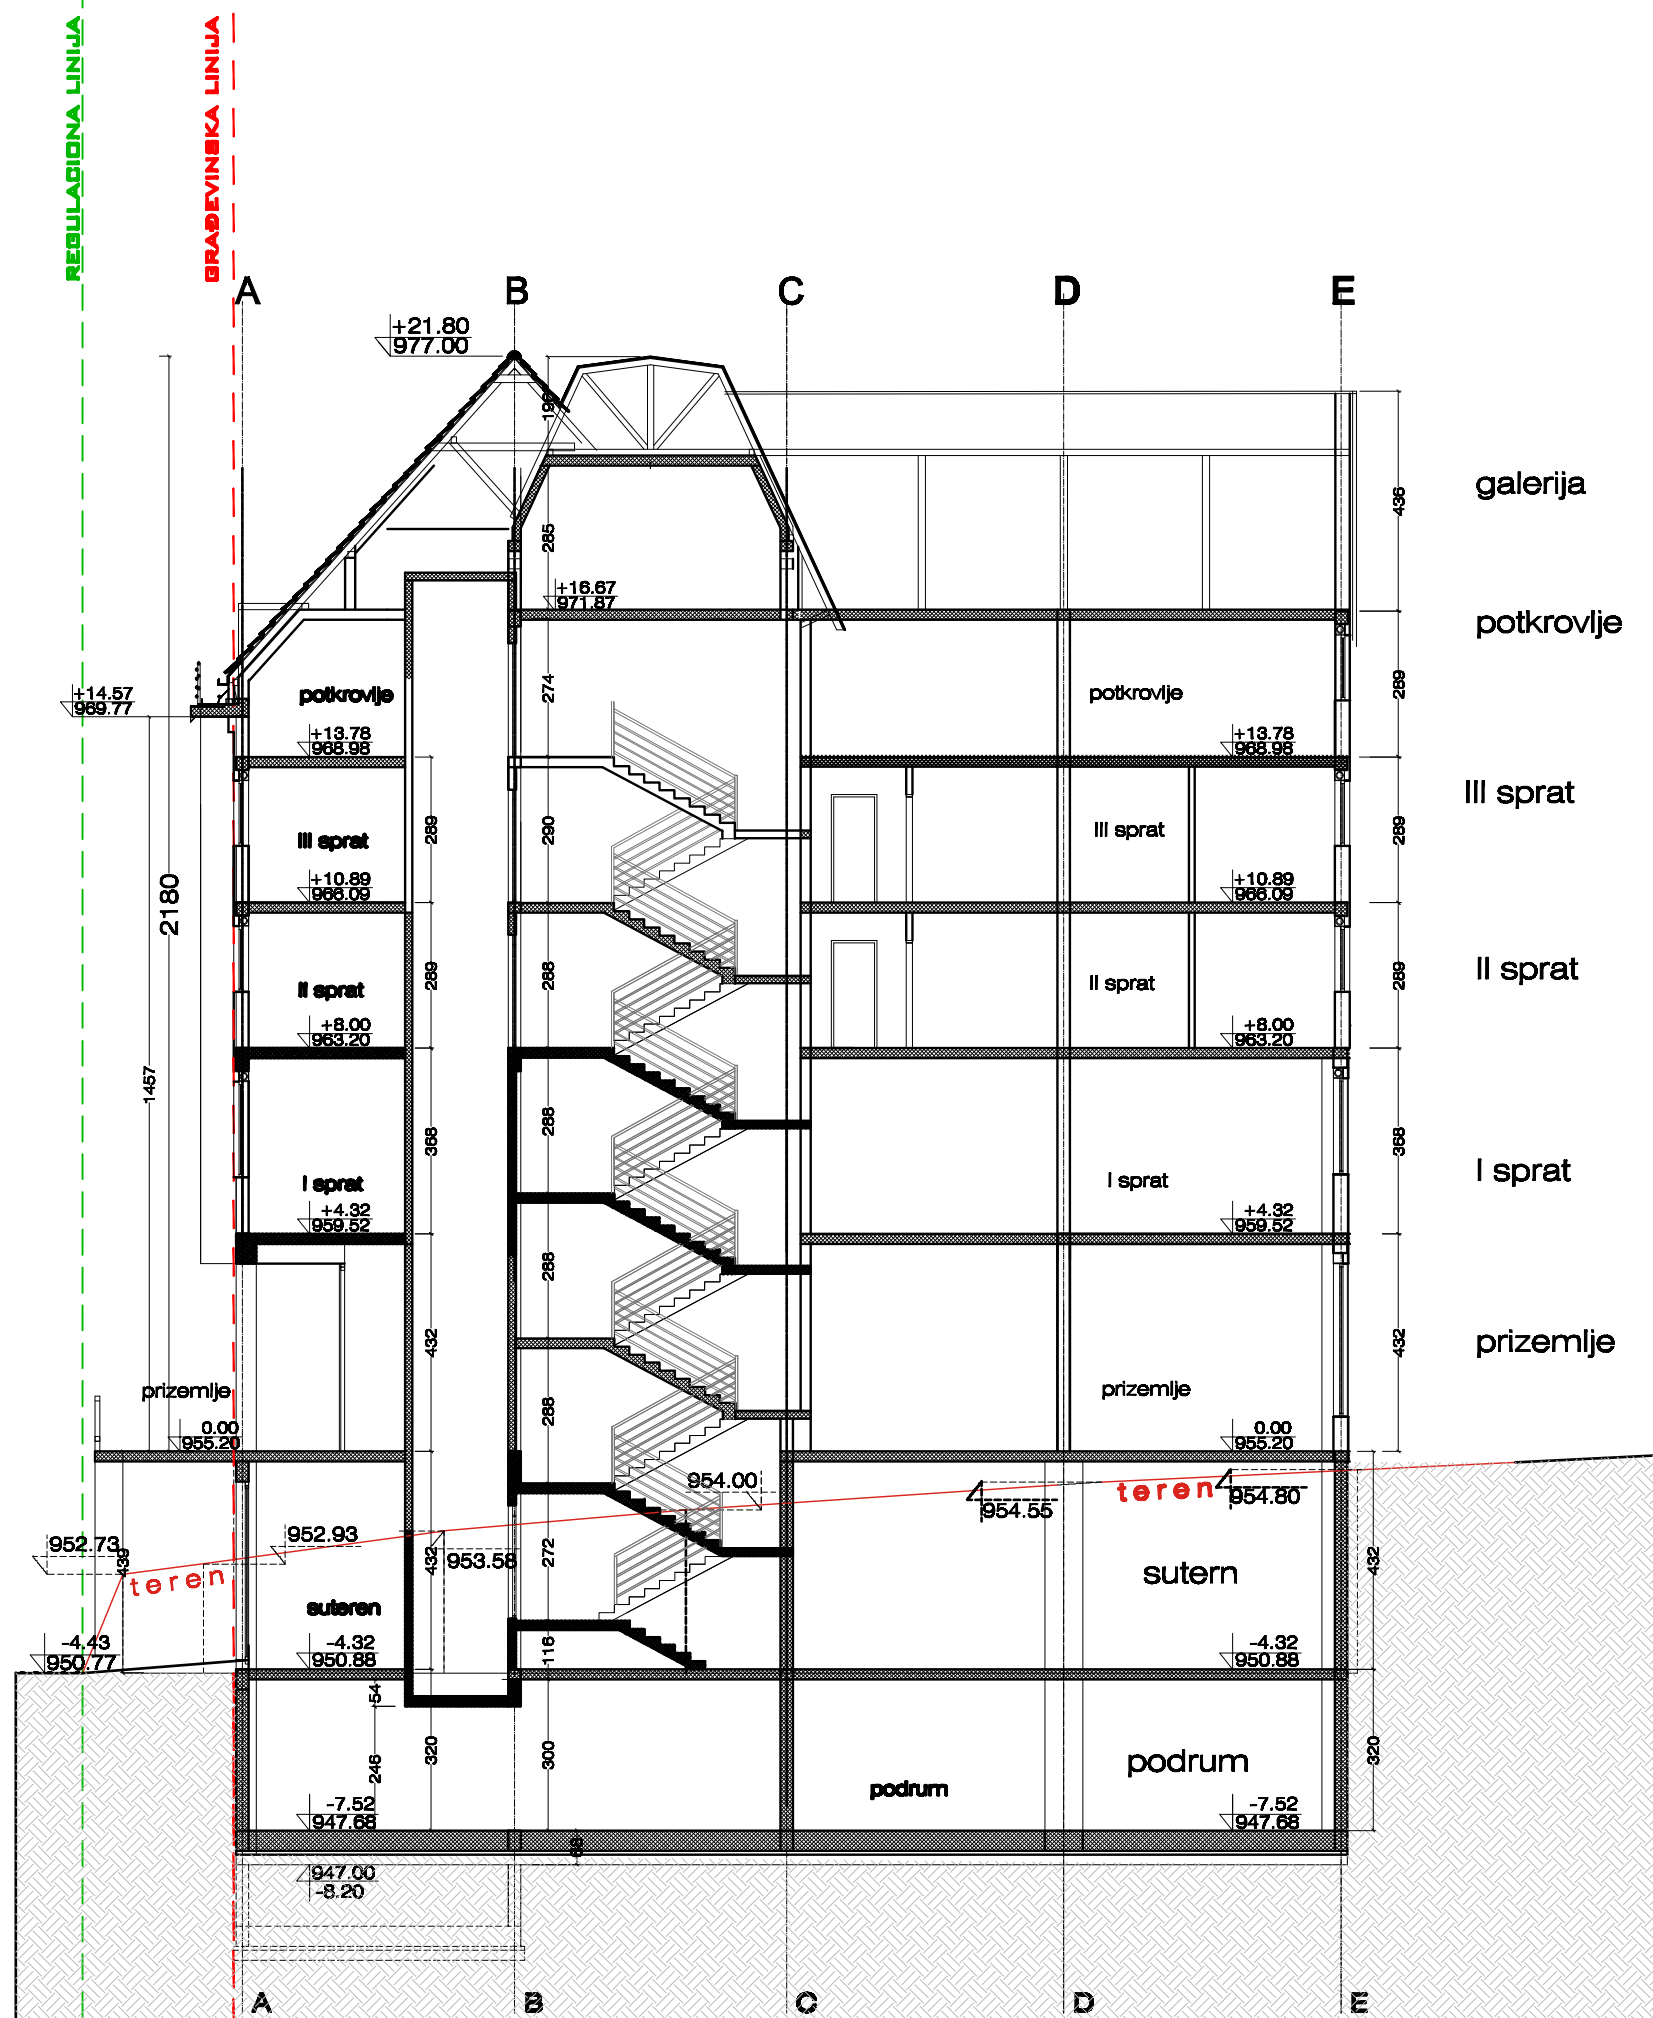 REGULACIONA LINIJA
GRAĐEVINSKA LINIJA
A
B
C
D
E
+21.80
977.00
190
436
galerija
285
+16.67
971.87
potkrovlje
+14.57
969.77
potkrovlje
274
potkrovlje
289
+13.78
968.98
+13.78
968.98
III sprat
2180
III sprat
289
290
III sprat
289
+10.89
966.09
+10.89
966.09
II sprat
II sprat
289
288
II sprat
289
+8.00
963.20
+8.00
963.20
1457
368
288
368
I sprat
I sprat
I sprat
+4.32
959.52
+4.32
959.52
288
432
432
prizemlje
prizemlje
prizemlje
288
0.00
955.20
0.00
955.20
954.00
954.55
teren
954.80
952.73
439
952.93
432
953.58
272
432
teren
sutern
suteren
-4.43
950.77
-4.32
950.88
116
-4.32
950.88
54
246
320
300
320
podrum
podrum
-7.52
947.68
-7.52
947.68
68
947.00
-8.20
A
B
C
D
E